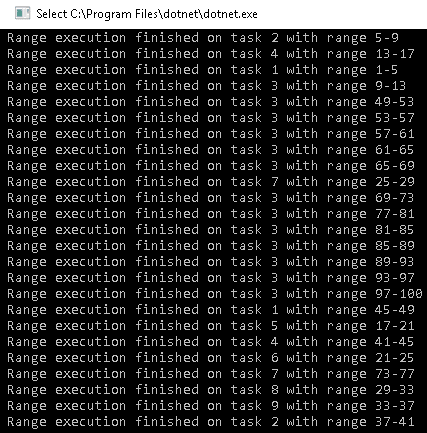 Select C:\Program Files\dotnet\dotnet.exe
Range execution finished on task 2 with range 5-9
Range execution finished on task 4 with range 13-17
Range execution finished on task 1 with range 1-5
Range execution finished on task 3 with range 9-13
Range execution finished on task 3 with range 49-53
Range execution finished on task 3 with range 53-57
Range execution finished on task 3 with range 57-61
Range execution finished on task 3 with range 61-65
Range execution finished on task 3 with range 65-69
Range execution finished on task 7 with range 25-29
Range execution finished on task 3 with range 69-73
Range execution finished on task 3 with range 77-81
Range execution finished on task 3 with range 81-85
Range execution finished on task 3 with range 85-89
Range execution finished on task 3 with range 89-93
Range execution finished on task 3 with range 93-97
Range execution finished on task 3 with range 97-100
Range execution finished on task 1 with range 45-49
Range execution finished on task 5 with range 17-21
Range execution finished on task 4 with range 41-45
Range execution finished on task 6 with range 21-25
Range execution finished on task 7 with range 73-77
Range execution finished on task 8 with range 29-33
Range execution finished on task 9 with range 33-37
Range execution finished on task 2 with range 37-41